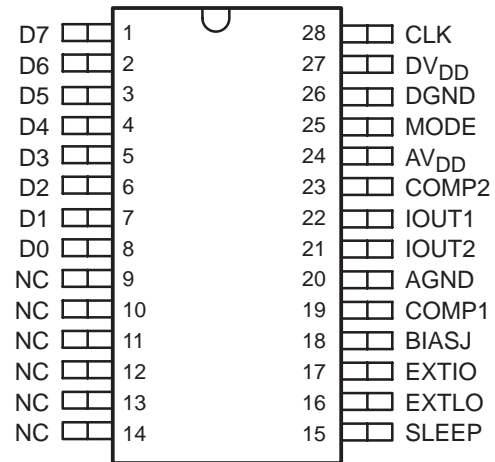 D7 1 28 CLK
D6 2 27 DVDD
D5 3 26 DGND
D4 4 25 MODE
D3 5 24 AVDD
D2 6 23 COMP2
D1 7 22 IOUT1
D0 8 21 IOUT2
NC 9 20 AGND
NC 10 19 COMP1
NC 11 18 BIASJ
NC 12 17 EXTIO
NC 13 16 EXTLO
NC 14 15 SLEEP